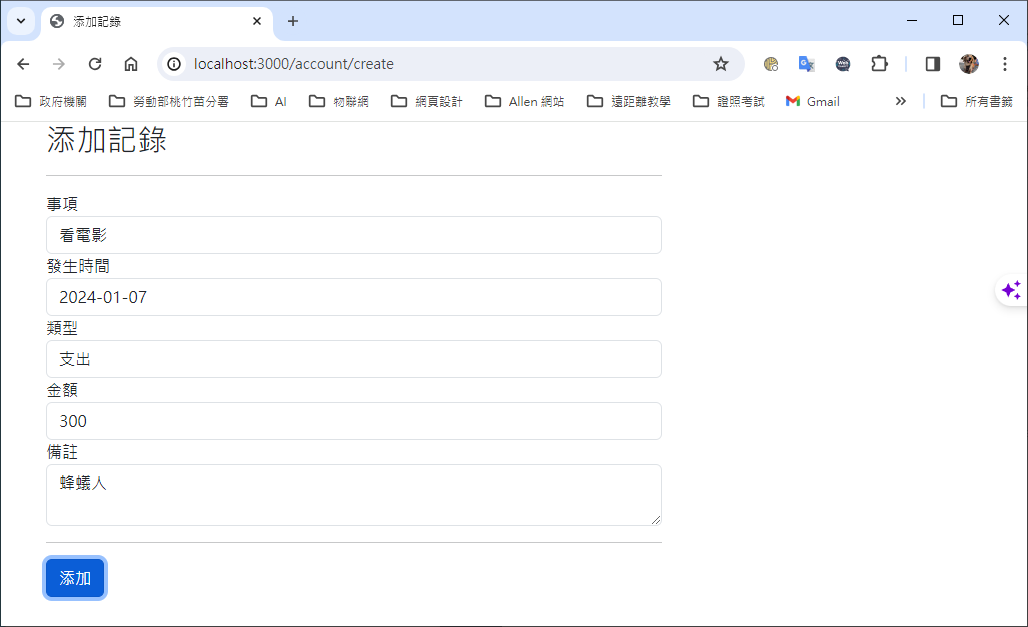 添加記錄
localhost:3000/account/create
政府機關 勞動部桃竹苗分署 AI 物聯網 網頁設計 Allen 網站 遠距離教學 證照考試 Gmail 所有書籤
添加記錄
事項
看電影
發生時間
2024-01-07
類型
支出
金額
300
備註
蜂蟻人
添加